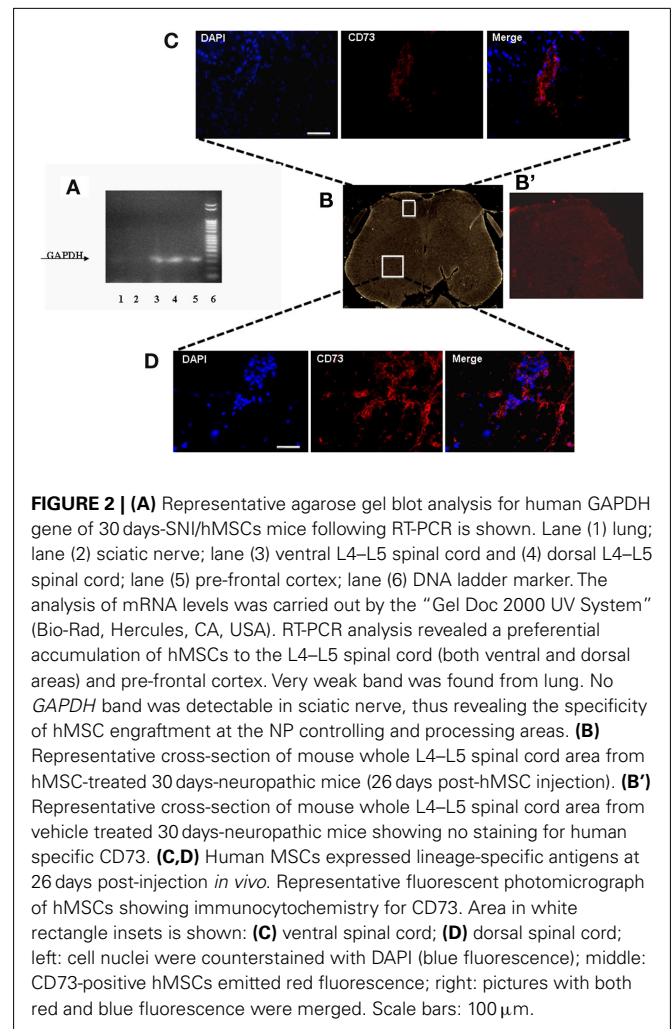 C
DAPI
CD73
Merge
A
B
B'
GAPDH
1 2 3 4 5 6
D
DAPI
CD73
Merge
FIGURE 2 | (A) Representative agarose gel blot analysis for human GAPDH
gene of 30 days-SNI/hMSCs mice following RT-PCR is shown. Lane (1) lung;
lane (2) sciatic nerve; lane (3) ventral L4–L5 spinal cord and (4) dorsal L4–L5
spinal cord; lane (5) pre-frontal cortex; lane (6) DNA ladder marker. The
analysis of mRNA levels was carried out by the “Gel Doc 2000 UV System”
(Bio-Rad, Hercules, CA, USA). RT-PCR analysis revealed a preferential
accumulation of hMSCs to the L4–L5 spinal cord (both ventral and dorsal
areas) and pre-frontal cortex. Very weak band was found from lung. No
GAPDH band was detectable in sciatic nerve, thus revealing the specificity
of hMSC engraftment at the NP controlling and processing areas. (B)
Representative cross-section of mouse whole L4–L5 spinal cord area from
hMSC-treated 30 days-neuropathic mice (26 days post-hMSC injection). (B’)
Representative cross-section of mouse whole L4–L5 spinal cord area from
vehicle treated 30 days-neuropathic mice showing no staining for human
specific CD73. (C,D) Human MSCs expressed lineage-specific antigens at
26 days post-injection in vivo. Representative fluorescent photomicrograph
of hMSCs showing immunocytochemistry for CD73. Area in white
rectangle insets is shown: (C) ventral spinal cord; (D) dorsal spinal cord;
left: cell nuclei were counterstained with DAPI (blue fluorescence); middle:
CD73-positive hMSCs emitted red fluorescence; right: pictures with both
red and blue fluorescence were merged. Scale bars: 100 μm.